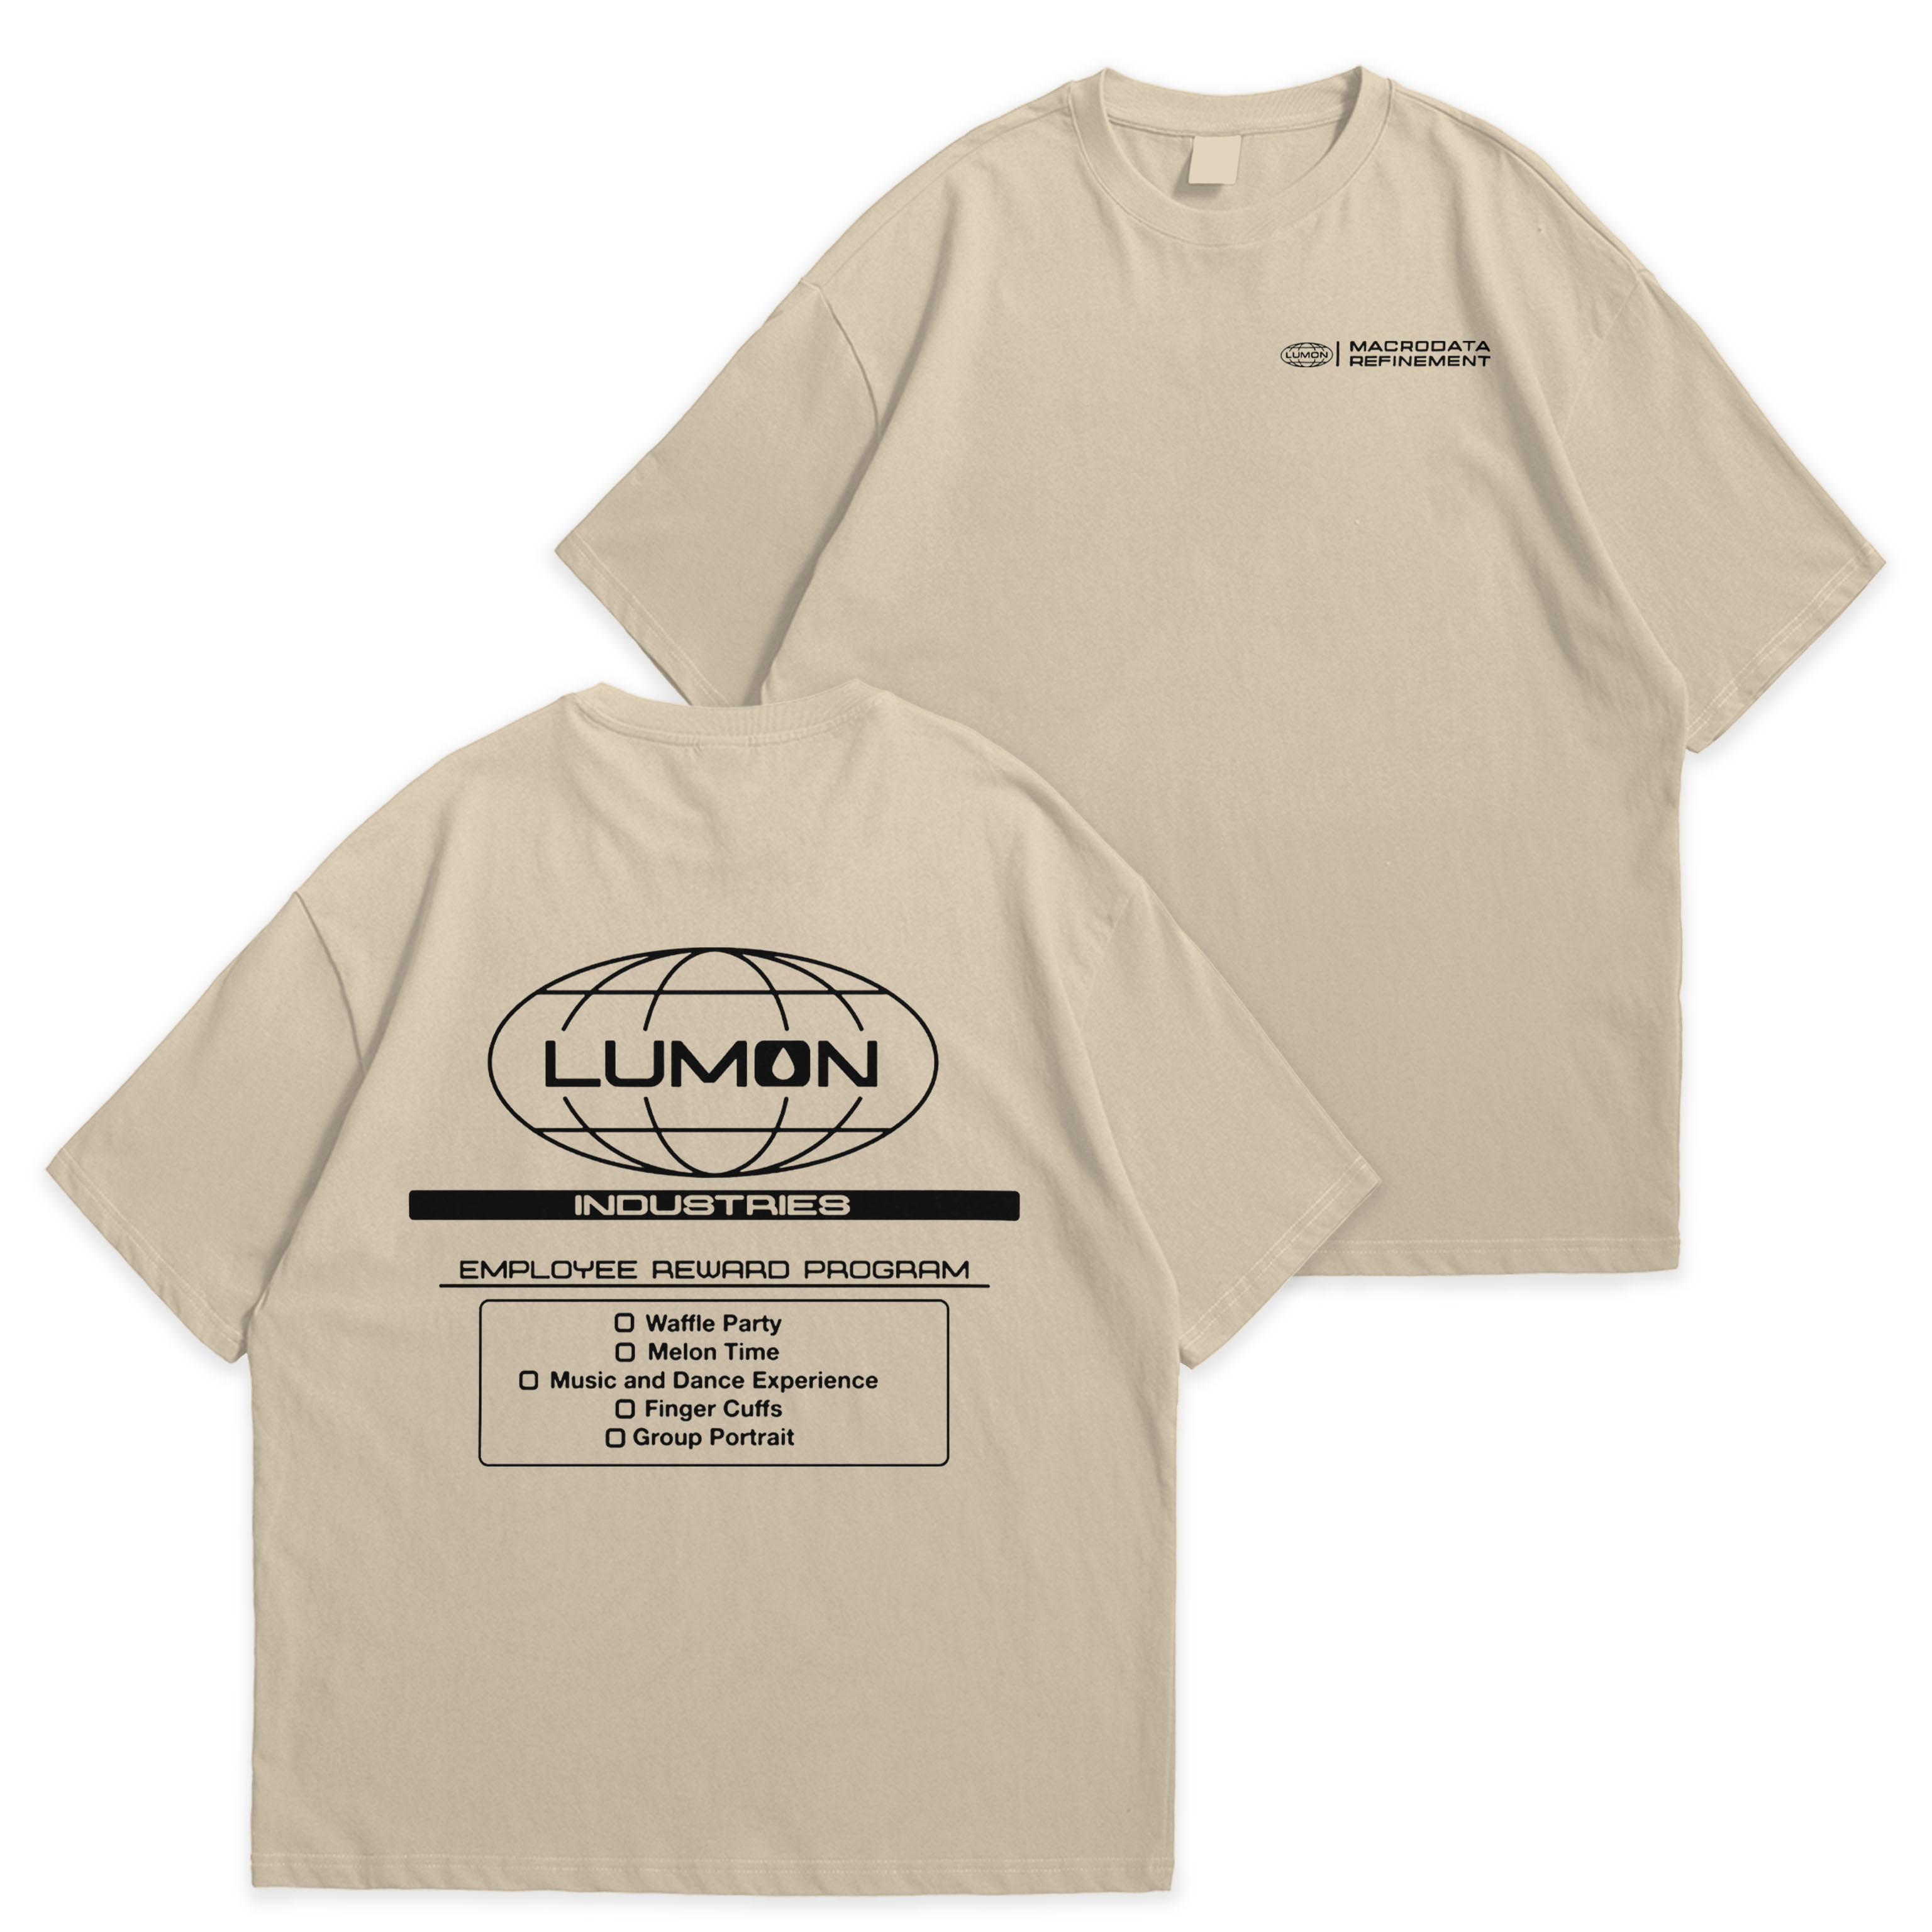 LUMON
MACRODATA
REFINEMENT
LUMON
INDUSTRIES
EMPLOYEE REWARD PROGRAM
Waffle Party
Melon Time
Music and Dance Experience
Finger Cuffs
Group Portrait